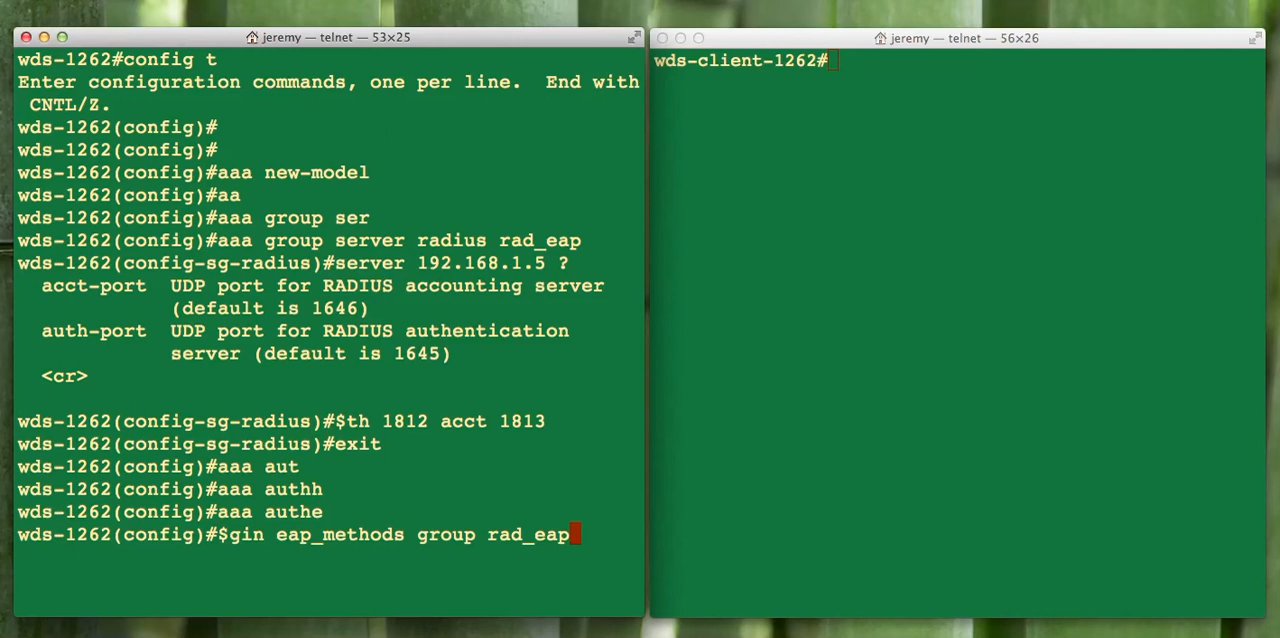 jeremy — telnet — 53×25
wds-1262#config t
Enter configuration commands, one per line.  End with
 CNTL/Z.
wds-1262(config)#
wds-1262(config)#
wds-1262(config)#aaa new-model
wds-1262(config)#aa
wds-1262(config)#aaa group ser
wds-1262(config)#aaa group server radius rad_eap
wds-1262(config-sg-radius)#server 192.168.1.5 ?
  acct-port  UDP port for RADIUS accounting server
             (default is 1646)
  auth-port  UDP port for RADIUS authentication
             server (default is 1645)
  <cr>
wds-1262(config-sg-radius)#$th 1812 acct 1813
wds-1262(config-sg-radius)#exit
wds-1262(config)#aaa aut
wds-1262(config)#aaa authh
wds-1262(config)#aaa authe
wds-1262(config)#$gin eap_methods group rad_eap
jeremy — telnet — 56×26
wds-client-1262#